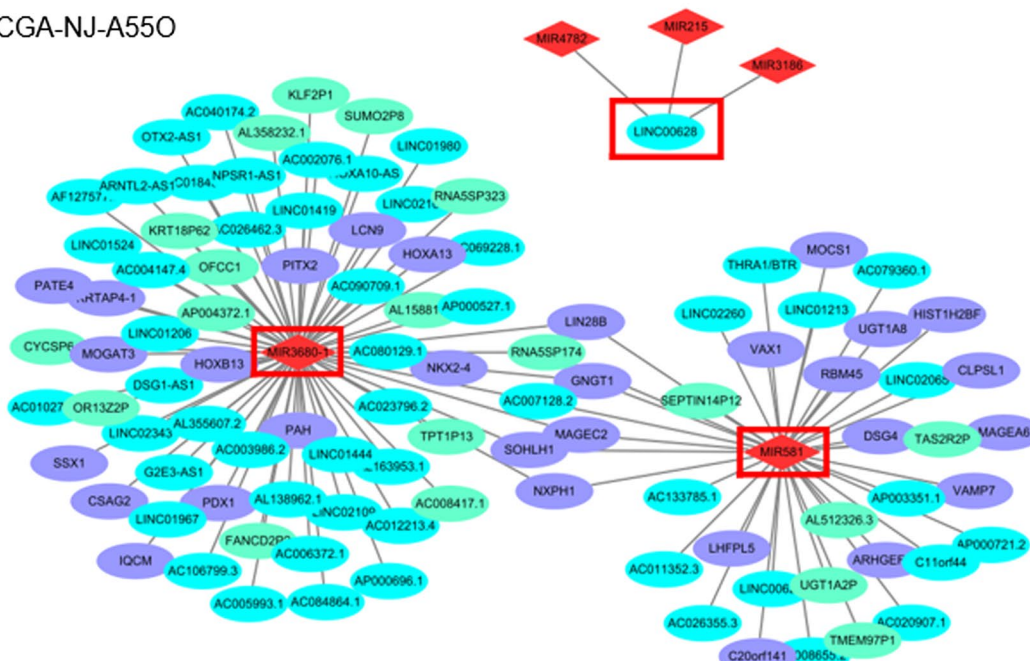 CGA-NJ-A55O
MIR4782
MIR215
MIR3186
LINC00628
KLF2P1
SUMO2P8
AC040174.2
AL358232.1
OTX2-AS1
AC002076.1
LINC01980
HOXA10-AS
NPSR1-AS1
ARNTL2-AS1
RNA5SP323
LINC01419
KRT18P62
LCN9
LINC01524
HOXA13
OFCC1
PITX2
AC004147.4
PATE4
AC090709.1
AP004372.1
AP000527.1
LINC01206
LIN28B
MIR3680-1
AC080129.1
RNA5SP174
MOGAT3
HOXB13
NKX2-4
GNGT1
DSG1-AS1
AC007128.2
SEPTIN14P12
OR13Z2P
AC023796.2
AL355607.2
LINC02343
PAH
TPT1P13
MAGEC2
AC003986.2
SOHLH1
LINC01444
SSX1
G2E3-AS1
NXPH1
CSAG2
PDX1
AL138962.1
AC008417.1
LINC01967
AC012213.4
AC006372.1
IQCM
AC106799.3
AP000696.1
AC005993.1
AC084864.1
MOCS1
THRA1/BTR
AC079360.1
LINC02260
LINC01213
HIST1H2BF
UGT1A8
VAX1
RBM45
LINC02065
CLPSL1
DSG4
TAS2R2P
MAGEA6
MIR581
VAMP7
AC133785.1
AP003351.1
AL512326.3
AP000721.2
LHFPL5
C11orf44
AC011352.3
UGT1A2P
AC026355.3
AC020907.1
TMEM97P1
C20orf141